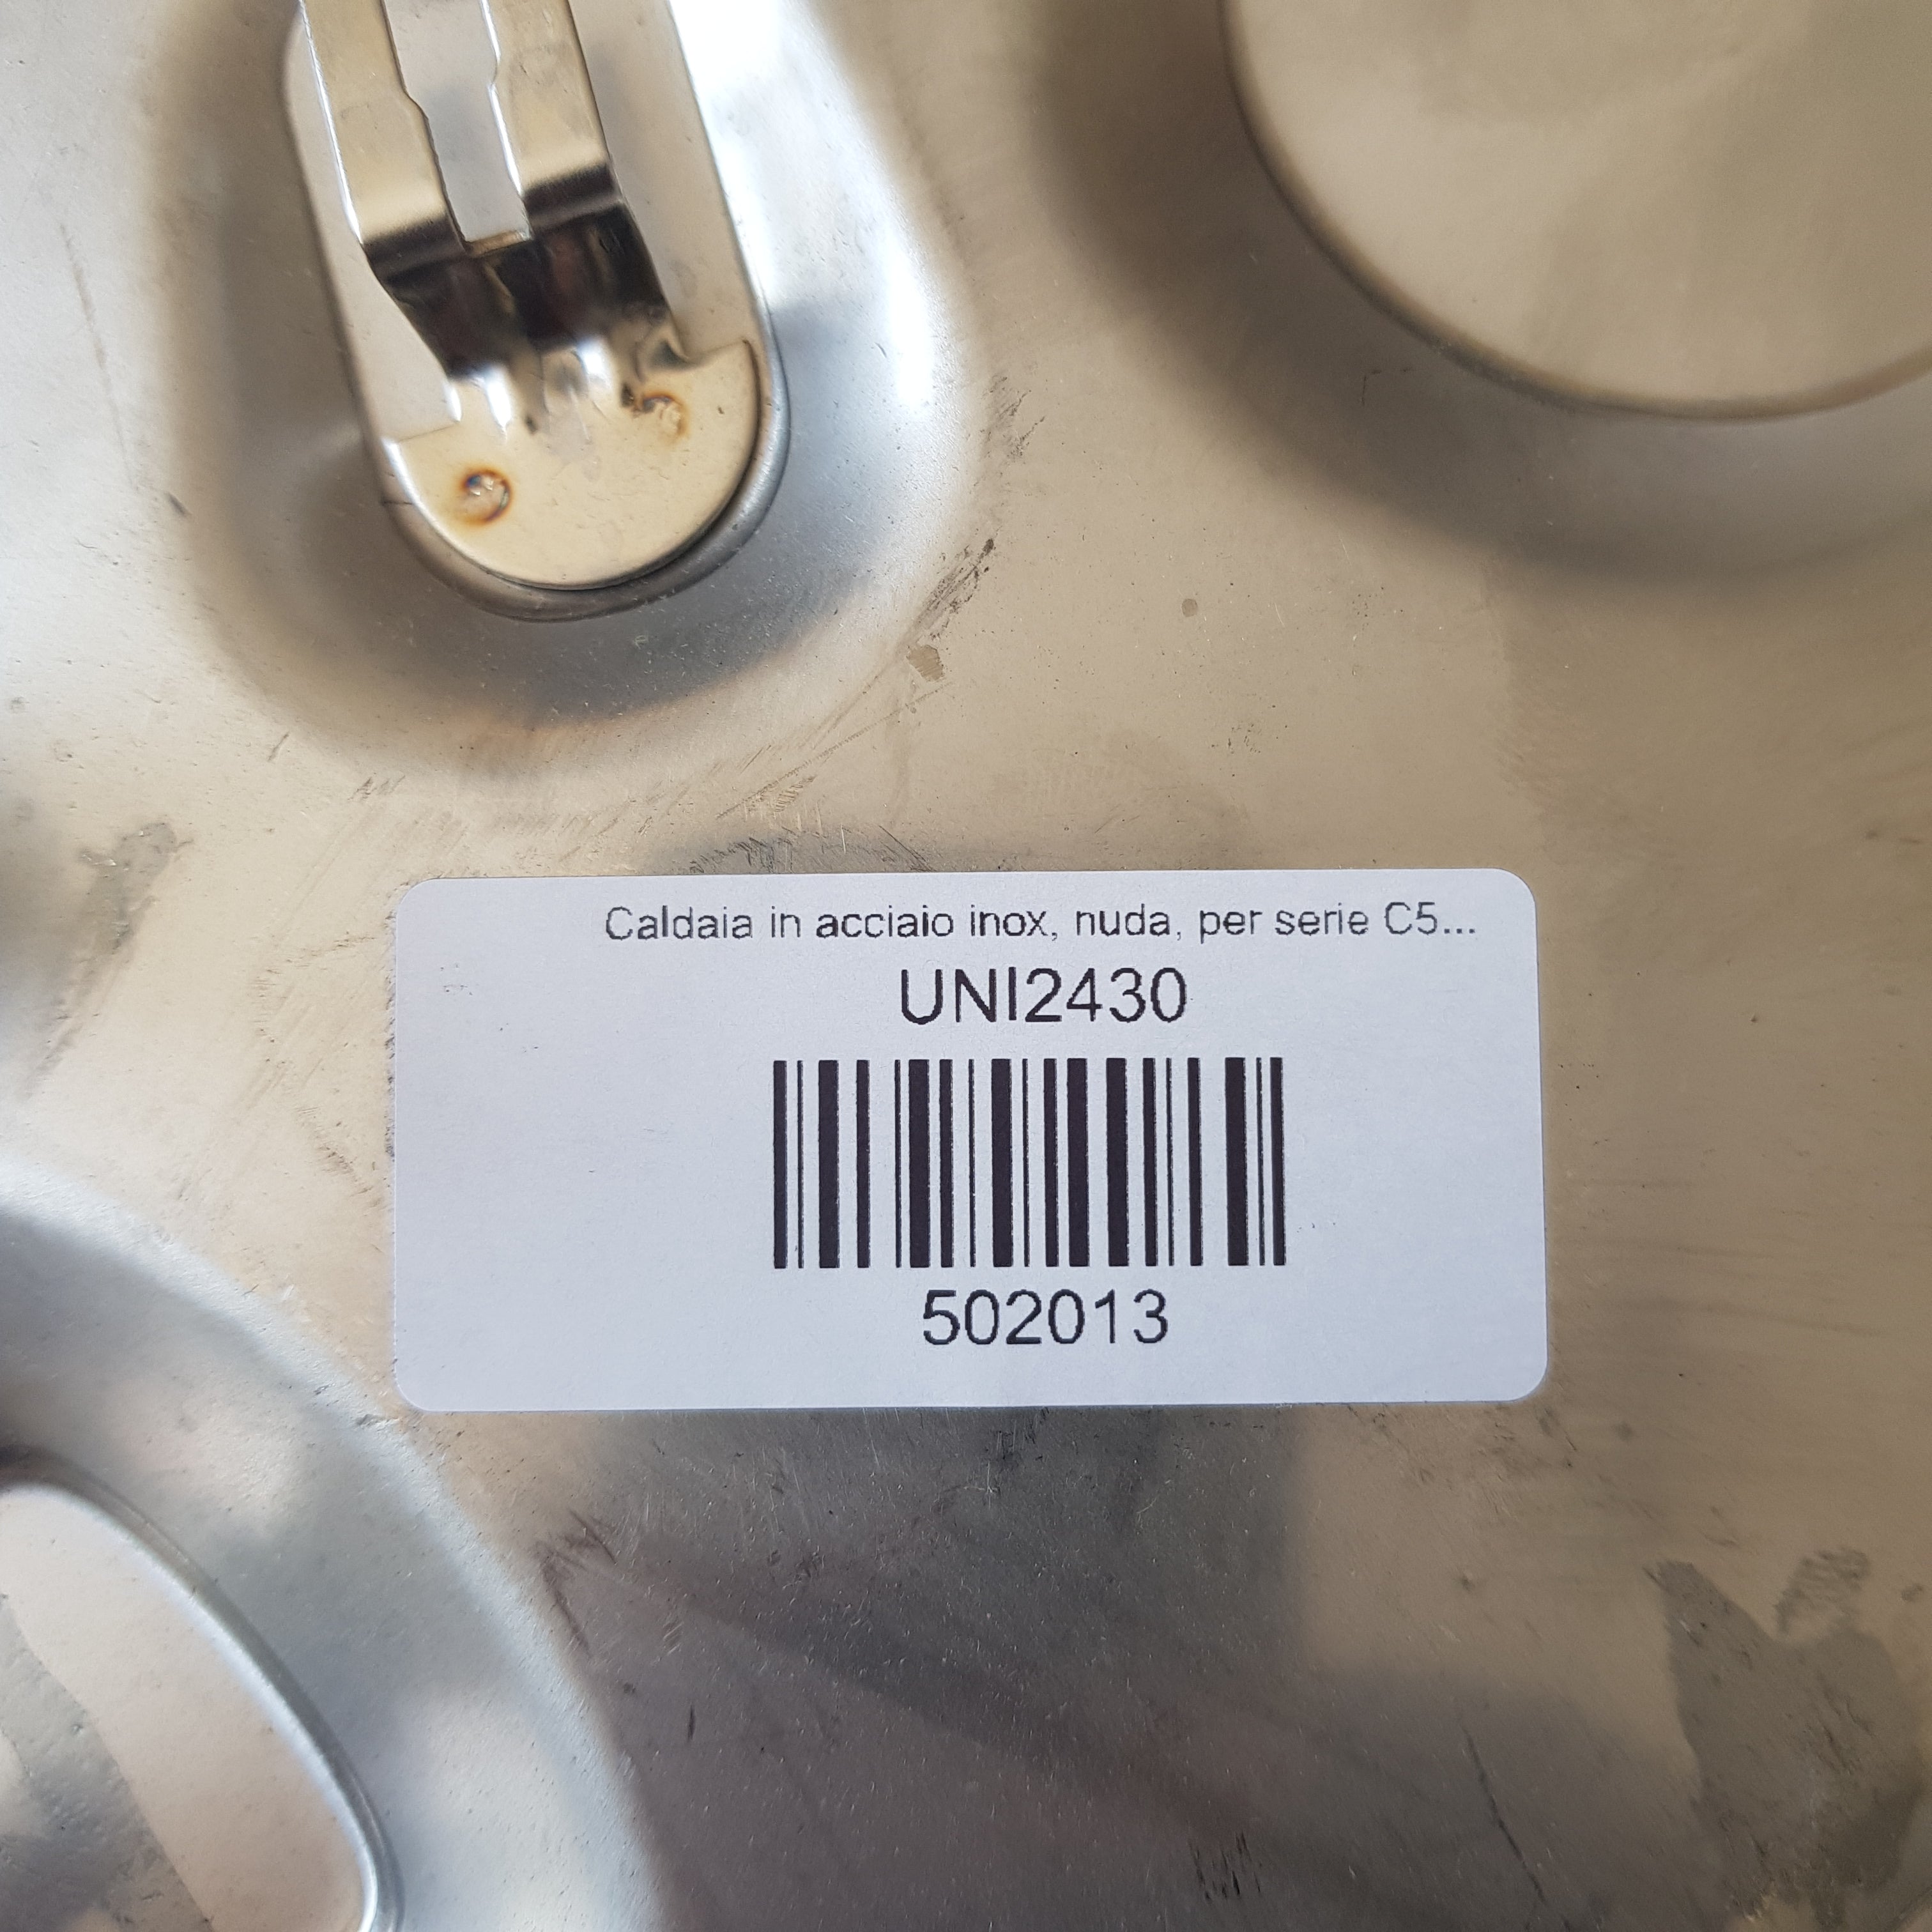 Caldaia in acciaio inox, nuda, per serie C5...
UNI2430
502013